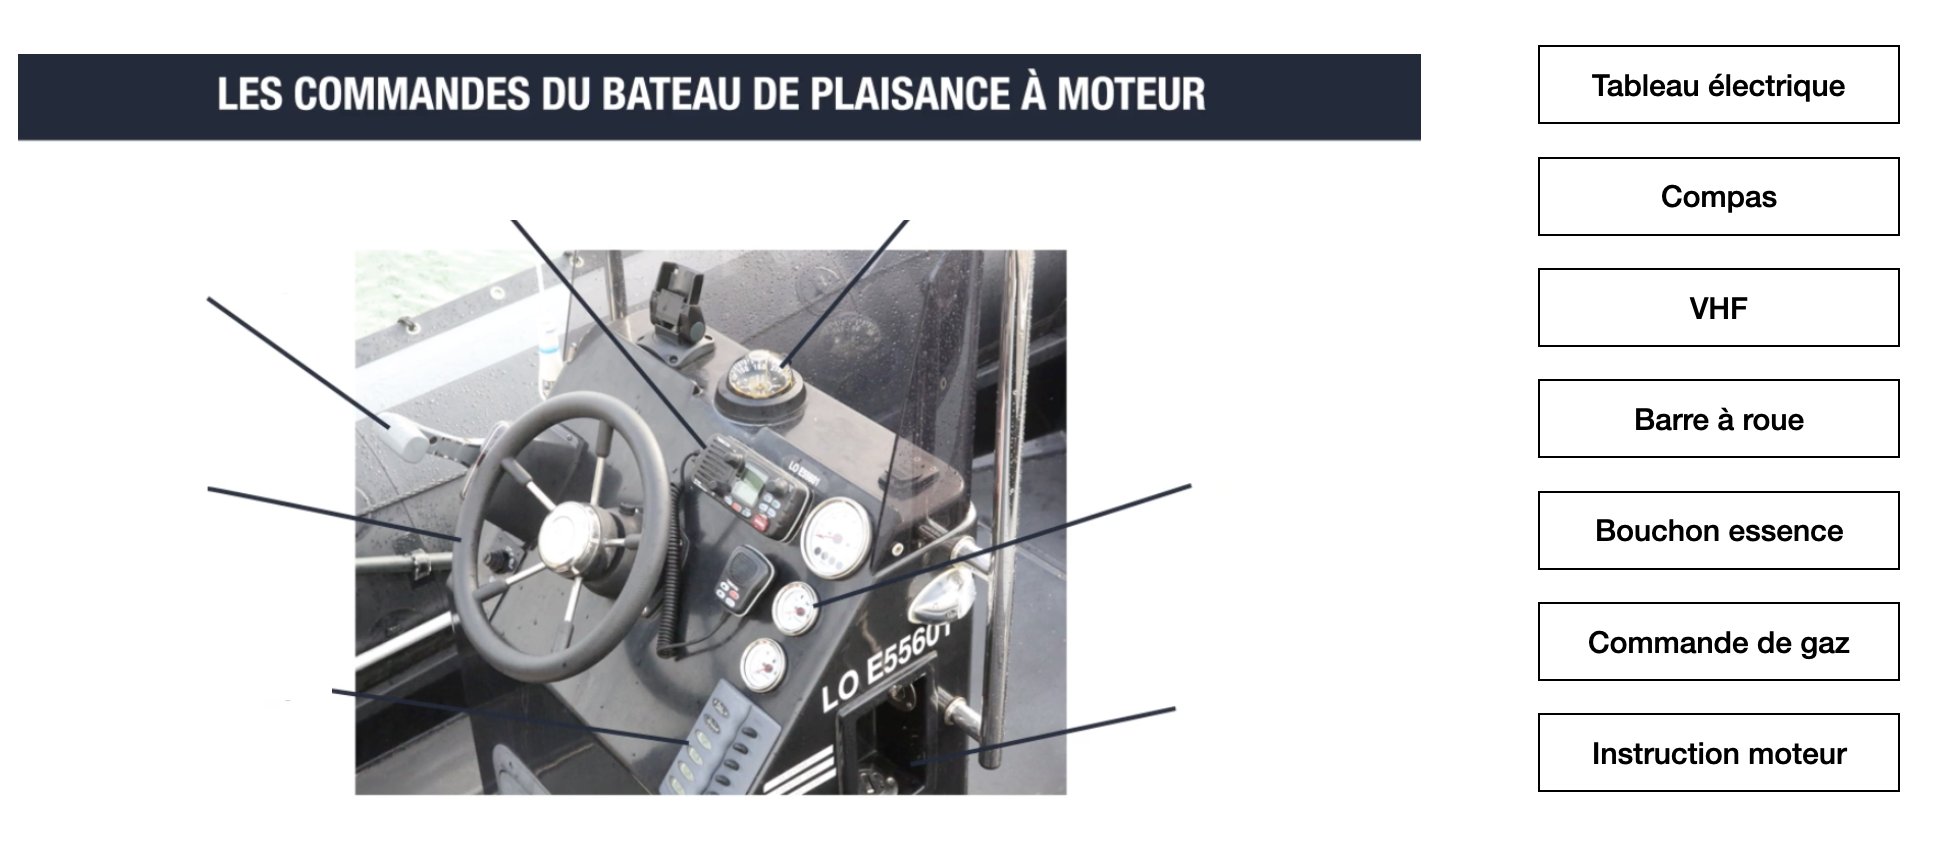 LES COMMANDES DU BATEAU DE PLAISANCE À MOTEUR
LO E55601
Tableau électrique
Compas
VHF
Barre à roue
Bouchon essence
Commande de gaz
Instruction moteur